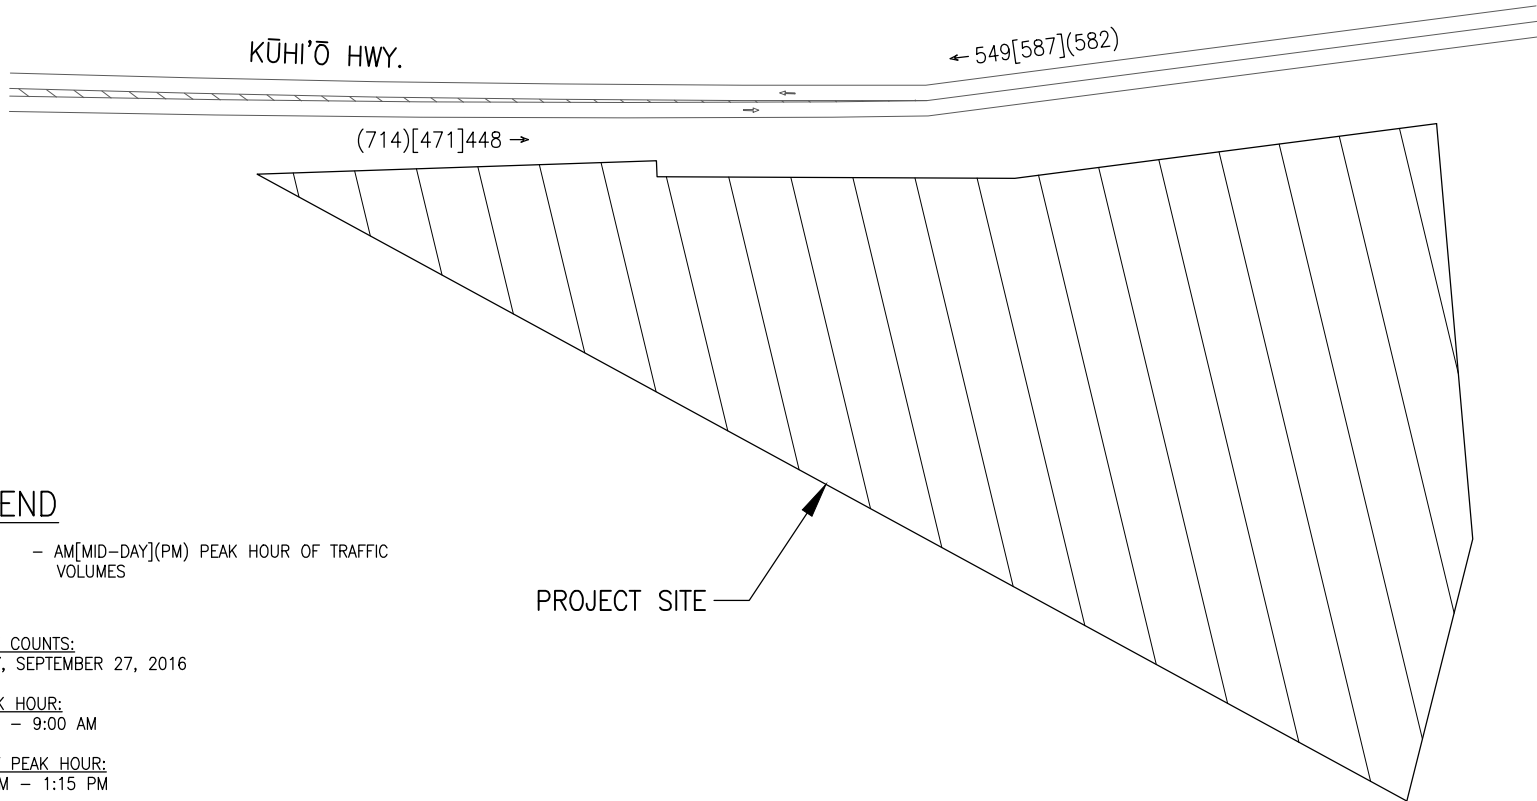 KŪHI'Ō HWY.
← 549[587](582)
(714)[471]448 →
END
– AM[MID–DAY](PM) PEAK HOUR OF TRAFFIC
VOLUMES
PROJECT SITE
COUNTS:
, SEPTEMBER 27, 2016
HOUR:
– 9:00 AM
PEAK HOUR:
– 1:15 PM